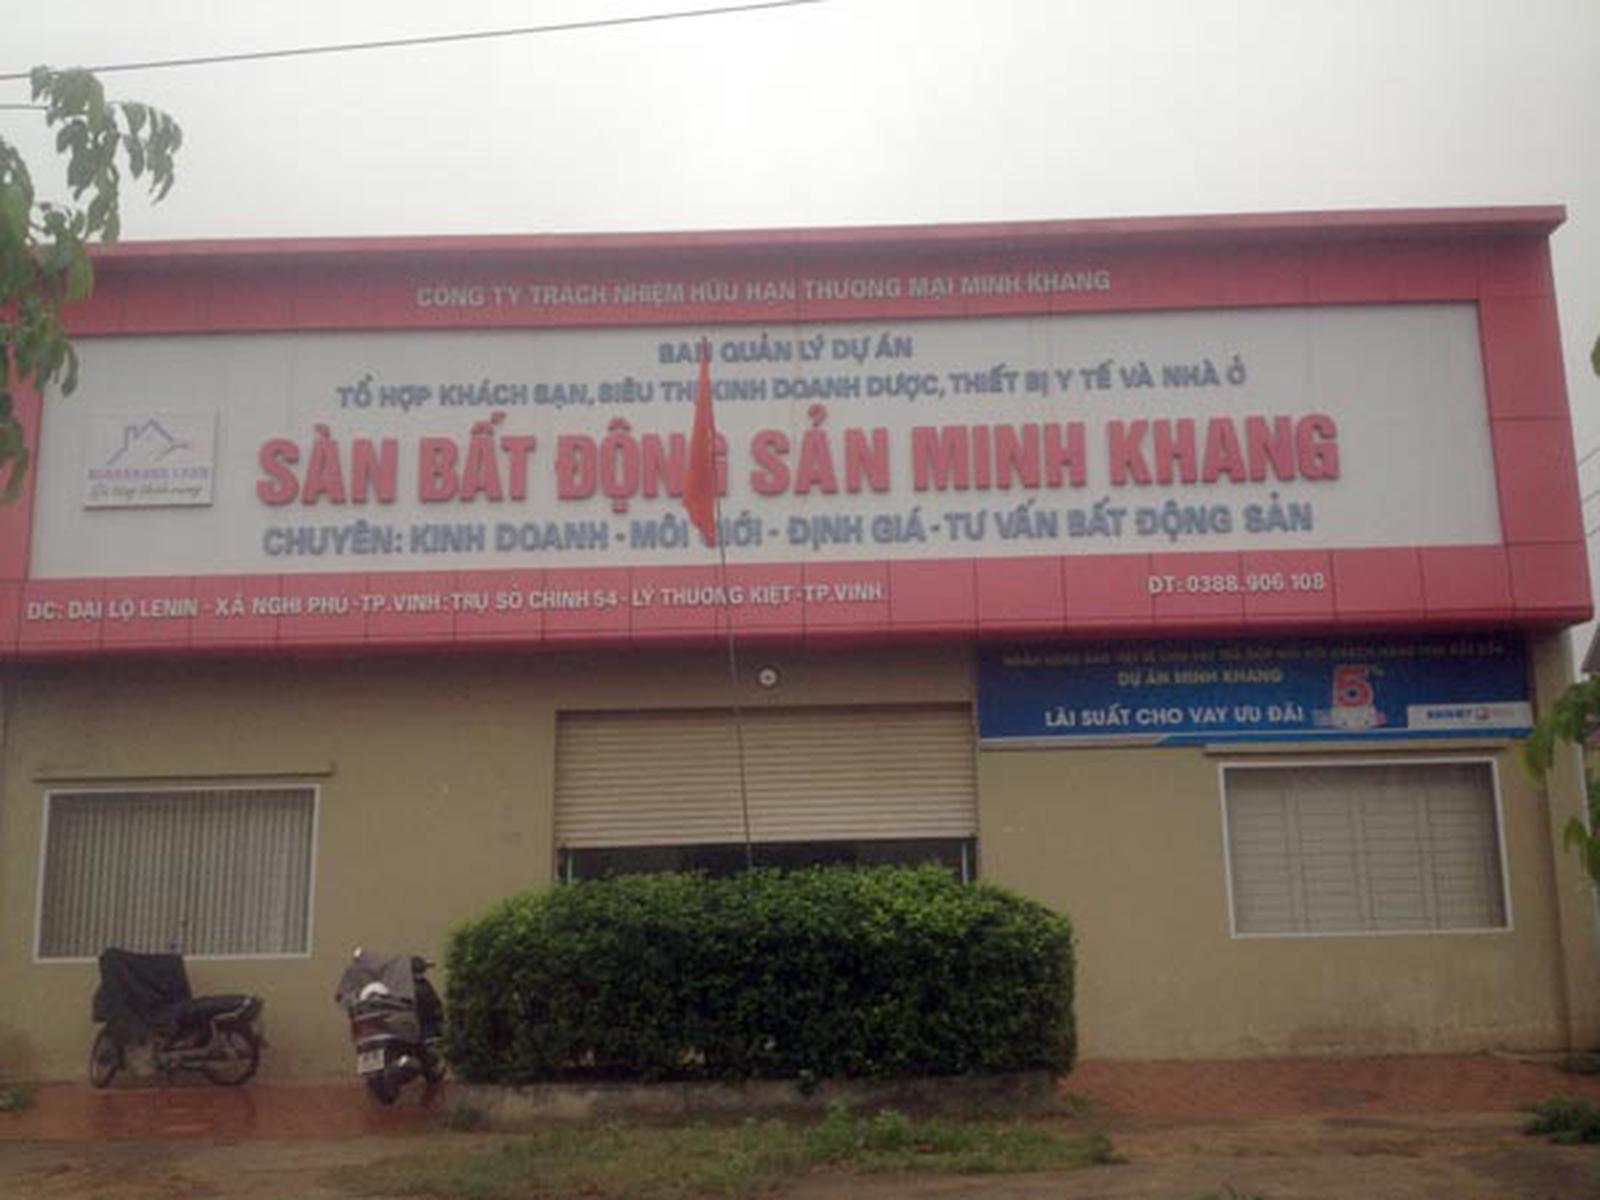 CÔNG TY TRÁCH NHIỆM HỮU HẠN THƯƠNG MẠI MINH KHANG
BAN QUẢN LÝ DỰ ÁN
TỔ HỢP KHÁCH SẠN, SIÊU THỊ KINH DOANH DƯỢC, THIẾT BỊ Y TẾ VÀ NHÀ Ở
SÀN BẤT ĐỘNG SẢN MINH KHANG
CHUYÊN: KINH DOANH - MÔI GIỚI - ĐỊNH GIÁ - TƯ VẤN BẤT ĐỘNG SẢN
ĐC: ĐẠI LỘ LENIN - XÃ NGHI PHÚ - TP.VINH: TRỤ SỞ CHÍNH 54 - LÝ THƯỜNG KIỆT - TP.VINH
ĐT: 0388.906 108
DỰ ÁN MINH KHANG
LÃI SUẤT CHO VAY ƯU ĐÃI 5%